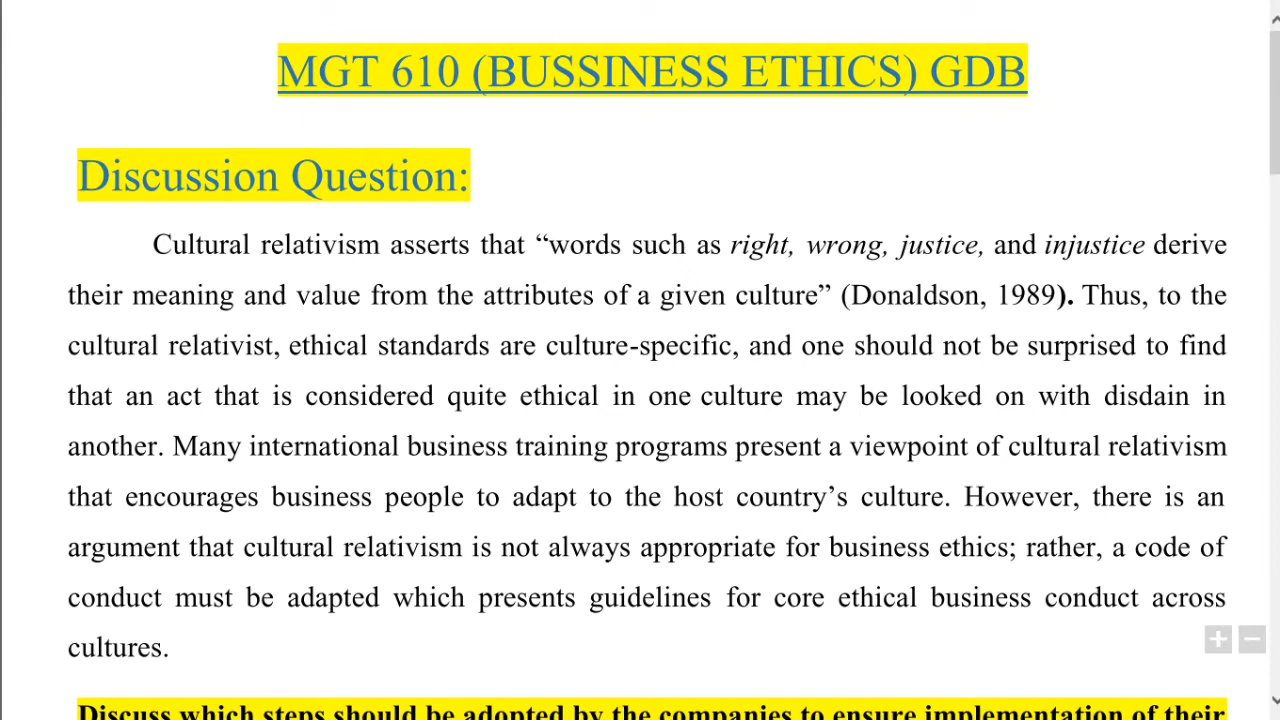 MGT 610 (BUSSINESS ETHICS) GDB
Discussion Question:
Cultural relativism asserts that “words such as right, wrong, justice, and injustice derive
their meaning and value from the attributes of a given culture” (Donaldson, 1989). Thus, to the
cultural relativist, ethical standards are culture-specific, and one should not be surprised to find
that an act that is considered quite ethical in one culture may be looked on with disdain in
another. Many international business training programs present a viewpoint of cultural relativism
that encourages business people to adapt to the host country’s culture. However, there is an
argument that cultural relativism is not always appropriate for business ethics; rather, a code of
conduct must be adapted which presents guidelines for core ethical business conduct across
cultures.
Discuss which steps should be adopted by the companies to ensure implementation of their